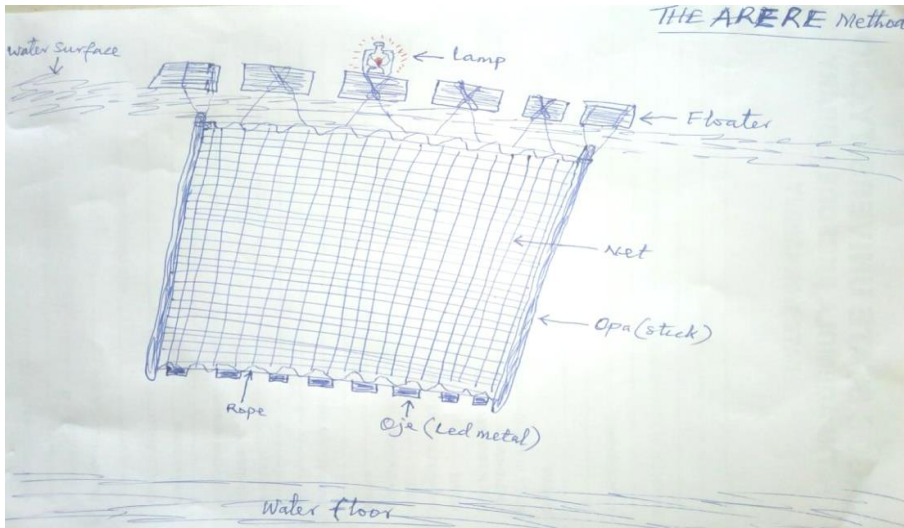 THE ARERE Method
Water surface
Lamp
Floater
Net
Opa (stick)
Rope
Oje (Led metal)
Water floor